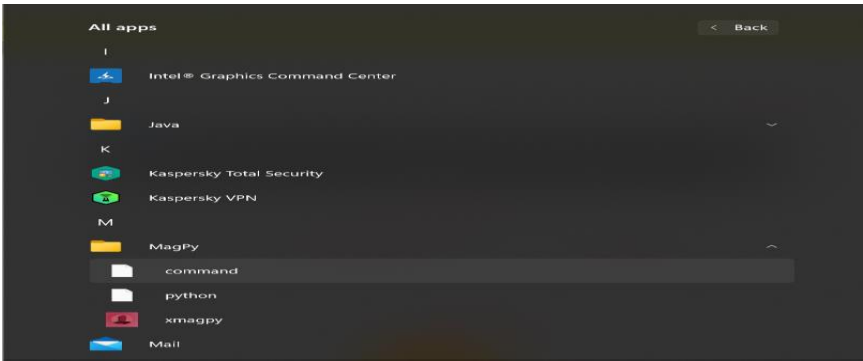 All apps
< Back
I
Intel® Graphics Command Center
J
Java
K
Kaspersky Total Security
Kaspersky VPN
M
MagPy
command
python
xmagpy
Mail